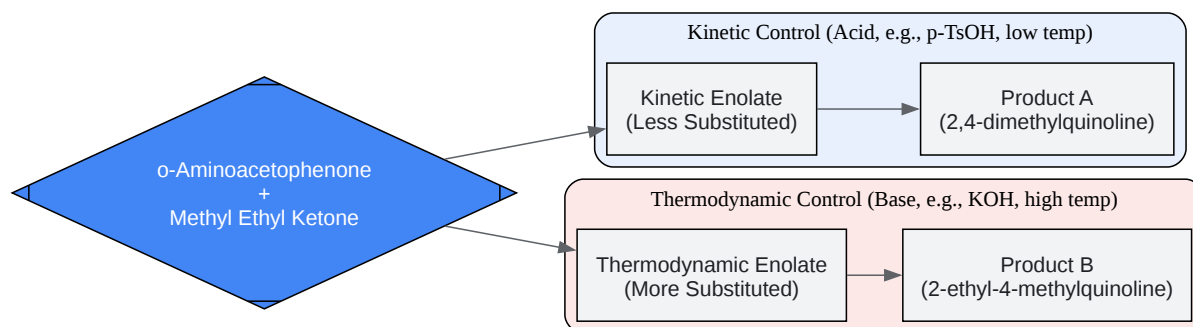 o-Aminoacetophenone
+
Methyl Ethyl Ketone
Kinetic Control (Acid, e.g., p-TsOH, low temp)
Kinetic Enolate
(Less Substituted)
Product A
(2,4-dimethylquinoline)
Thermodynamic Control (Base, e.g., KOH, high temp)
Thermodynamic Enolate
(More Substituted)
Product B
(2-ethyl-4-methylquinoline)